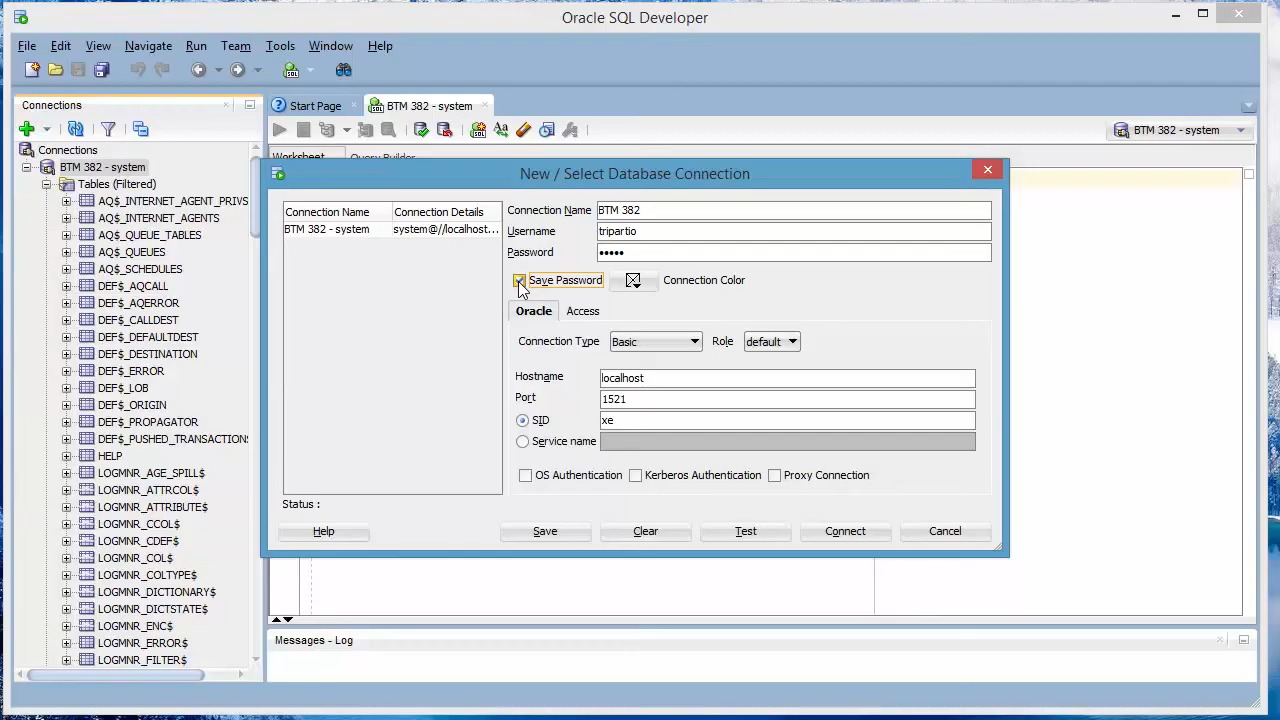 Oracle SQL Developer
File Edit View Navigate Run Team Tools Window Help
Connections
Start Page
BTM 382 - system
BTM 382 - system
Worksheet Query Builder
Connections
BTM 382 - system
Tables (Filtered)
AQ$_INTERNET_AGENT_PRIVS
AQ$_INTERNET_AGENTS
AQ$_QUEUE_TABLES
AQ$_QUEUES
AQ$_SCHEDULES
DEF$_AQCALL
DEF$_AQERROR
DEF$_CALLDEST
DEF$_DEFAULTDEST
DEF$_DESTINATION
DEF$_ERROR
DEF$_LOB
DEF$_ORIGIN
DEF$_PROPAGATOR
DEF$_PUSHED_TRANSACTIONS
HELP
LOGMNR_AGE_SPILL$
LOGMNR_ATTRCOL$
LOGMNR_ATTRIBUTE$
LOGMNR_CCOL$
LOGMNR_CDEF$
LOGMNR_COL$
LOGMNR_COLTYPE$
LOGMNR_DICTIONARY$
LOGMNR_DICTSTATE$
LOGMNR_ENC$
LOGMNR_ERROR$
LOGMNR_FILTER$
New / Select Database Connection
Connection Name Connection Details
BTM 382 - system system@//localhost...
Connection Name BTM 382
Username tripartio
Password •••••
Save Password Connection Color
Oracle Access
Connection Type Basic Role default
Hostname localhost
Port 1521
SID xe
Service name
OS Authentication Kerberos Authentication Proxy Connection
Status :
Help Save Clear Test Connect Cancel
Messages - Log